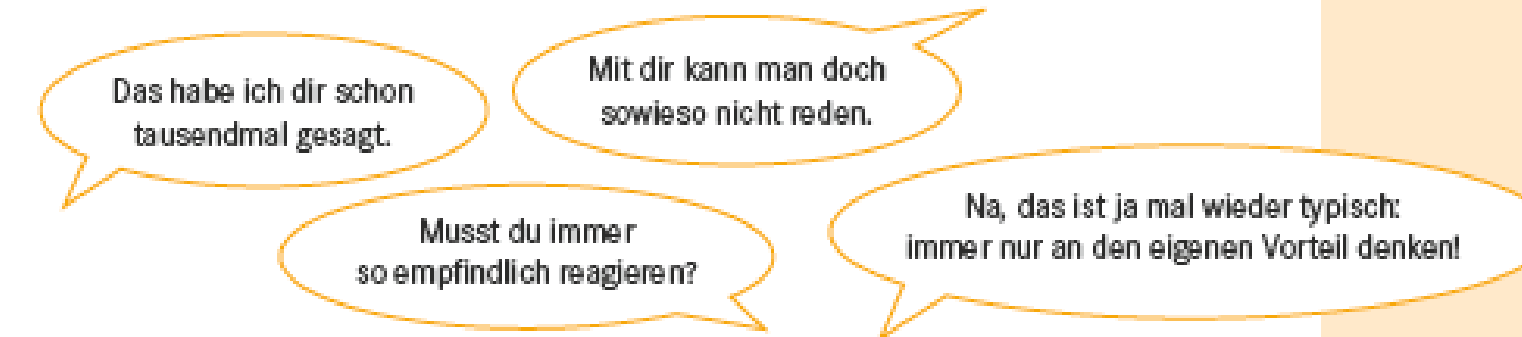 Das habe ich dir schon
tausendmal gesagt.
Mit dir kann man doch
sowieso nicht reden.
Musst du immer
so empfindlich reagieren?
Na, das ist ja mal wieder typisch:
immer nur an den eigenen Vorteil denken!